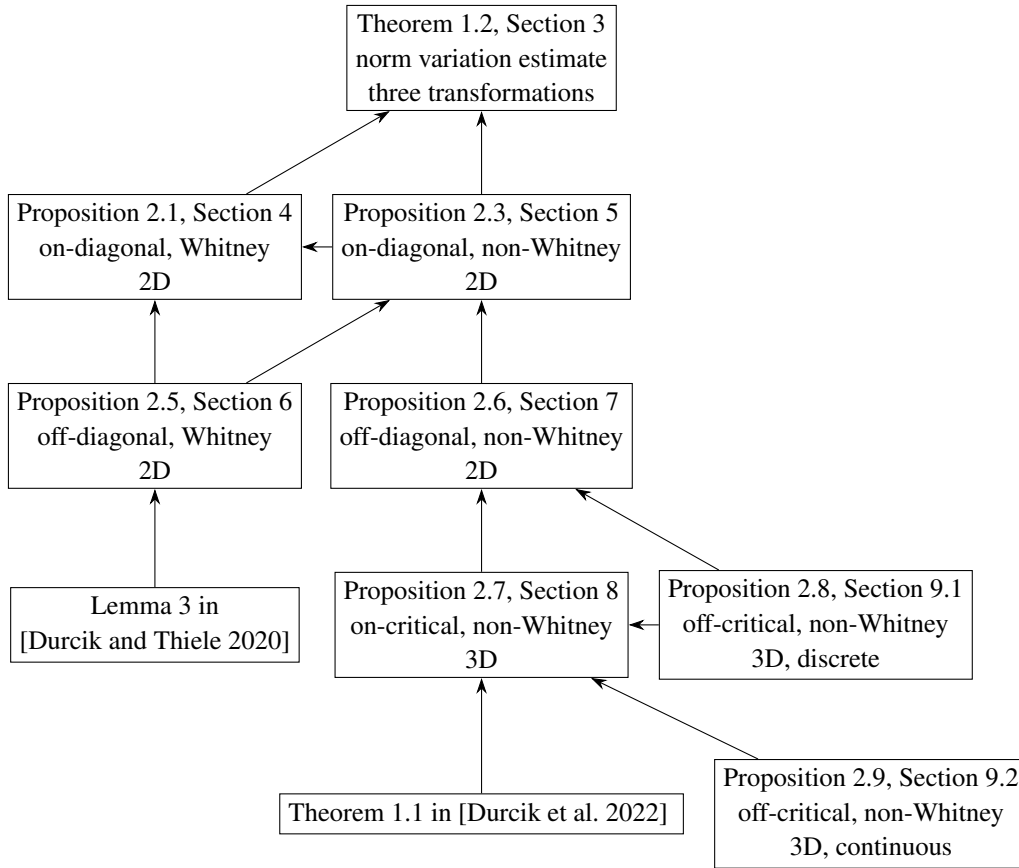 Theorem 1.2, Section 3
norm variation estimate
three transformations
Proposition 2.1, Section 4
on-diagonal, Whitney
2D
Proposition 2.3, Section 5
on-diagonal, non-Whitney
2D
Proposition 2.5, Section 6
off-diagonal, Whitney
2D
Proposition 2.6, Section 7
off-diagonal, non-Whitney
2D
Lemma 3 in
[Durcik and Thiele 2020]
Proposition 2.7, Section 8
on-critical, non-Whitney
3D
Proposition 2.8, Section 9.1
off-critical, non-Whitney
3D, discrete
Theorem 1.1 in [Durcik et al. 2022]
Proposition 2.9, Section 9.2
off-critical, non-Whitney
3D, continuous